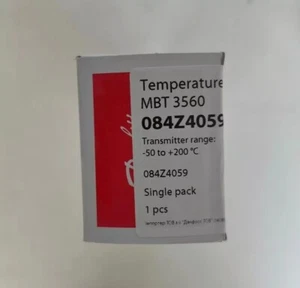 Temperature
MBT 3560
084Z4059
Transmitter range:
-50 to +200 °C
084Z4059
Single pack
1 pcs